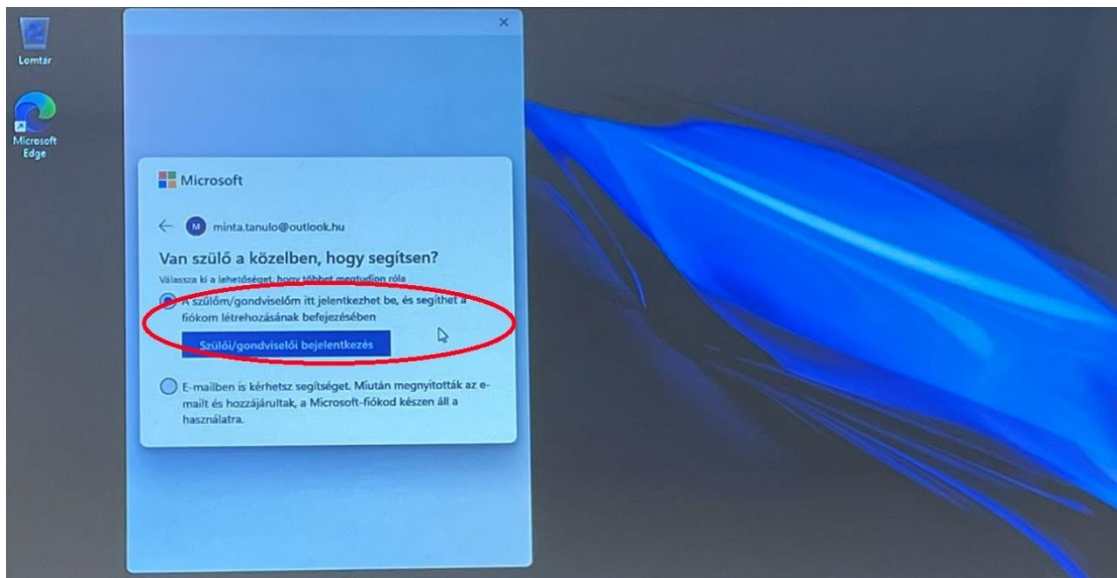 Lomtár
Microsoft
Edge
Microsoft
M minta.tanulo@outlook.hu
Van szülő a közelben, hogy segítsen?
Válassza ki a lehetőséget, hogy többet megtudjon róla
A szülőm/gondviselőm itt jelentkezhet be, és segíthet a
fiókom létrehozásának befejezésében
Szülői/gondviselői bejelentkezés
E-mailben is kérhetsz segítséget. Miután megnyitották az e-
mailt és hozzájárultak, a Microsoft-fiókod készen áll a
használatra.